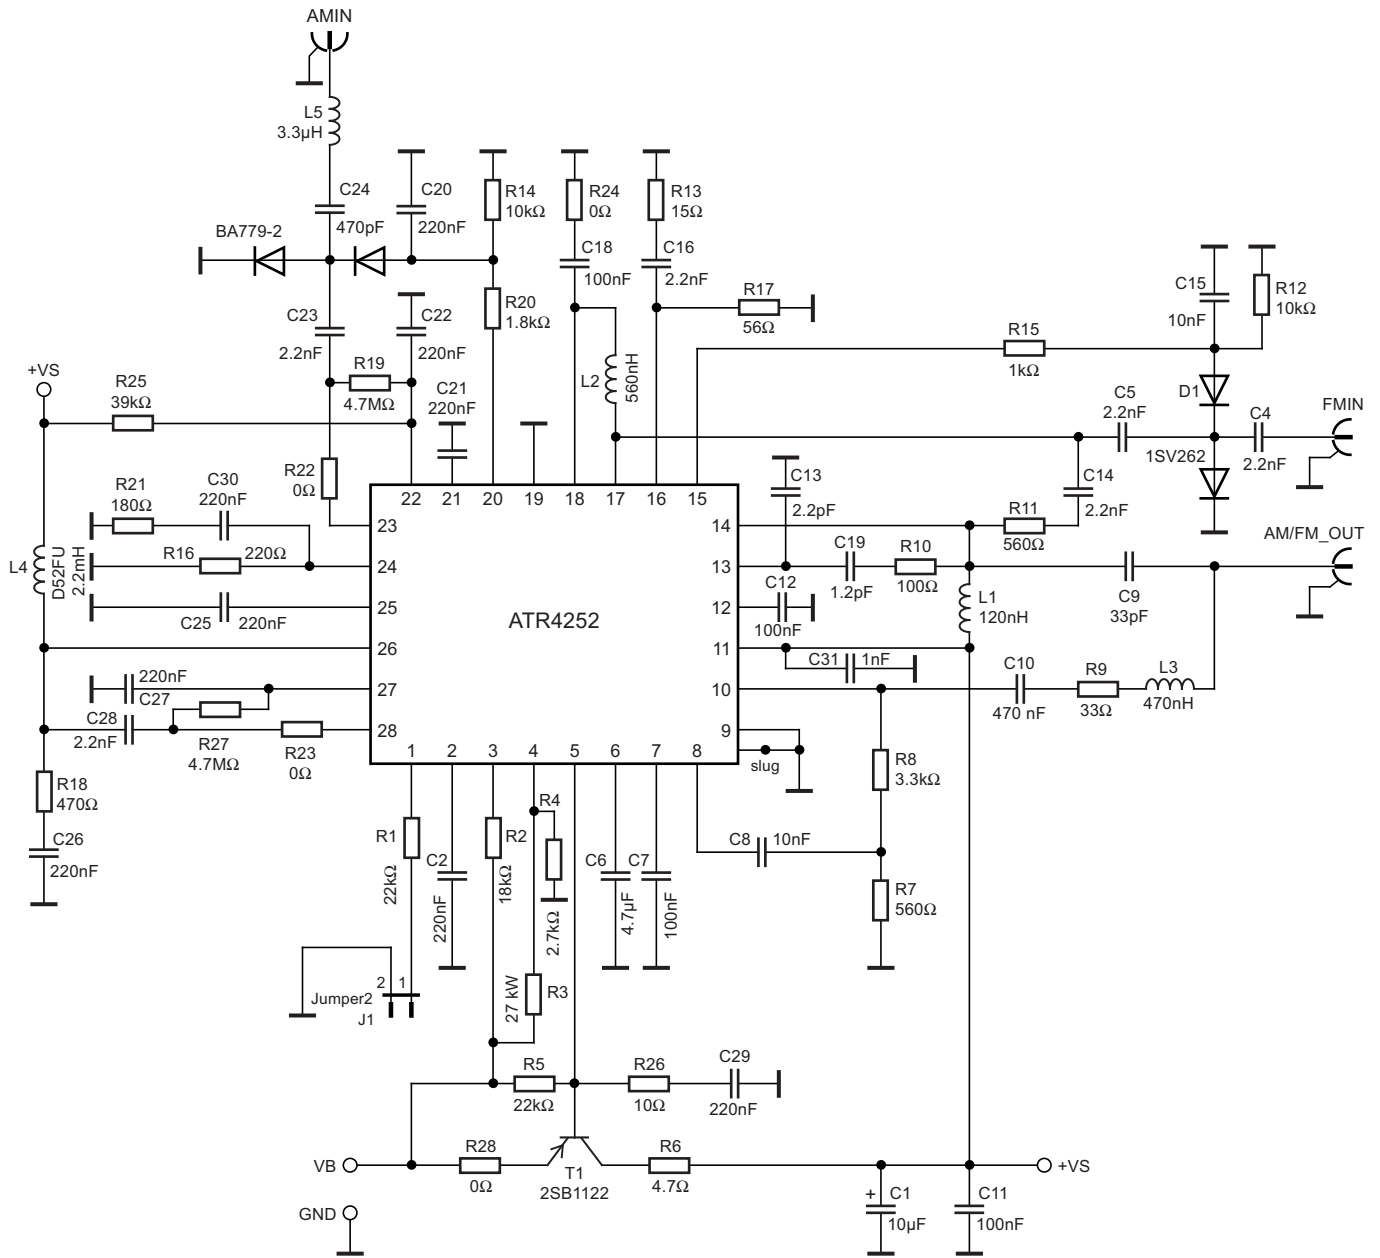 AMIN
L5
3.3µH
C24
470pF
C20
220nF
R14
10kΩ
R24
0Ω
R13
15Ω
BA779-2
C18
100nF
C16
2.2nF
R17
56Ω
C15
10nF
R12
10kΩ
C23
2.2nF
C22
220nF
R20
1.8kΩ
R15
1kΩ
R19
4.7MΩ
L2
560nH
+VS
R25
39kΩ
C21
220nF
D1
C5
2.2nF
C4
2.2nF
FMIN
1SV262
R22
0Ω
R21
180Ω
C30
220nF
C13
2.2pF
C14
2.2nF
22
21
20
19
18
17
16
15
23
14
R11
560Ω
AM/FM_OUT
R16
220Ω
24
13
C19
1.2pF
R10
100Ω
L4
D52FU
2.2mH
C25
220nF
25
12
C12
100nF
L1
120nH
C9
33pF
ATR4252
26
11
C31
1nF
220nF
C27
27
10
C10
470 nF
R9
33Ω
L3
470nH
C28
2.2nF
R27
4.7MΩ
R23
0Ω
28
9
slug
1
2
3
4
5
6
7
8
R18
470Ω
C26
220nF
R8
3.3kΩ
R1
22kΩ
C2
220nF
R2
18kΩ
R4
2.7kΩ
C6
4.7µF
C7
100nF
C8
10nF
R7
560Ω
R3
27 kW
2
1
Jumper2
J1
R5
22kΩ
R26
10Ω
C29
220nF
VB
R28
0Ω
T1
2SB1122
R6
4.7Ω
+VS
GND
+
C1
10µF
C11
100nF